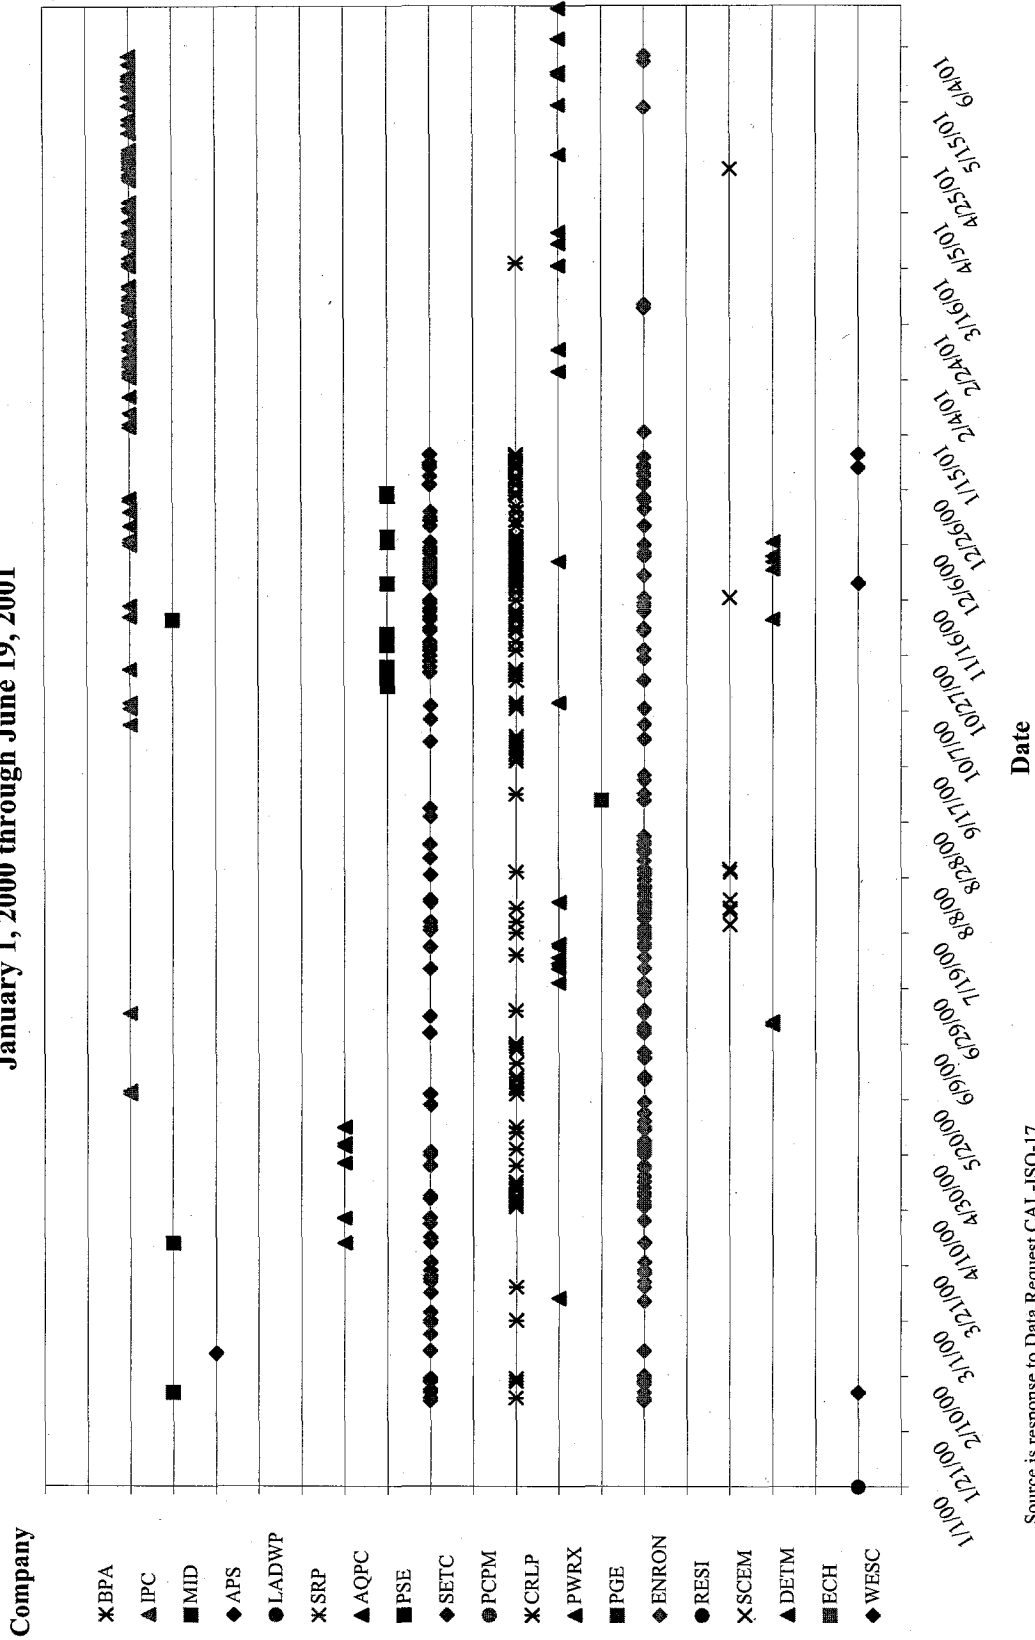 January 1, 2000 through June 19, 2001
Company
BPA
IPC
MID
APS
LADWP
SRP
AQPC
PSE
SETC
PCPM
CRLP
PWRX
PGE
ENRON
RESI
SCEM
DETM
ECH
WESC
1/1/00
1/21/00
2/10/00
3/1/00
3/21/00
4/10/00
4/30/00
5/20/00
6/9/00
6/29/00
7/19/00
8/8/00
8/28/00
9/17/00
10/7/00
10/27/00
11/16/00
12/6/00
12/26/00
1/15/01
2/4/01
2/24/01
3/16/01
4/5/01
4/25/01
5/15/01
6/4/01
Date
Source is response to Data Request CAL-ISO-17